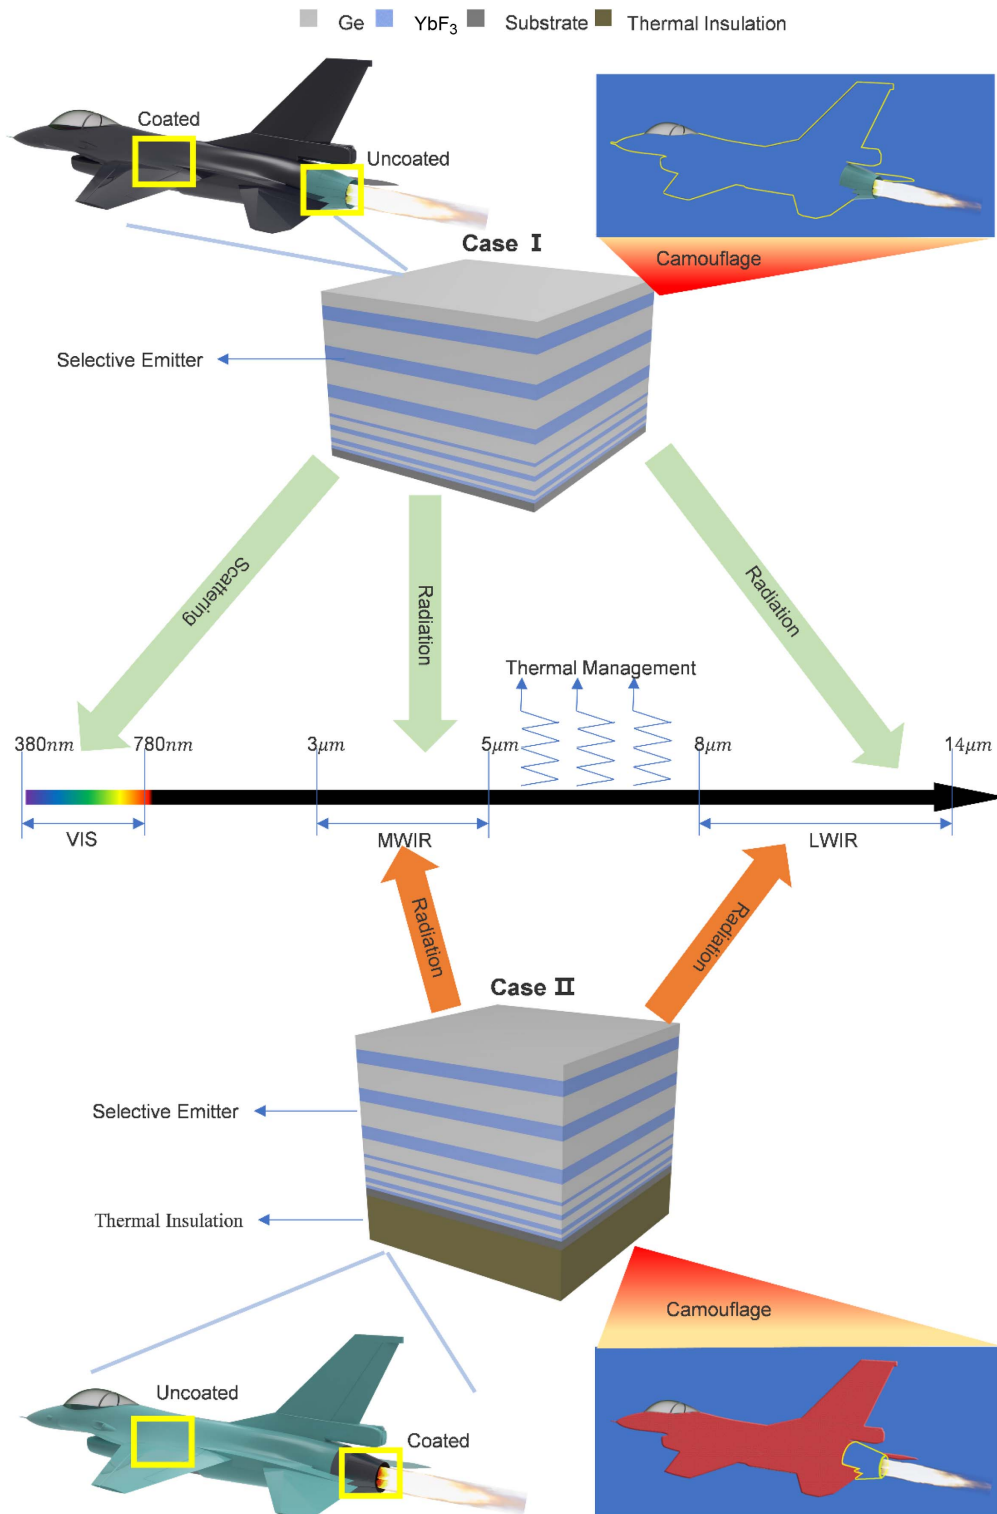 Ge YbF₃ Substrate Thermal Insulation
Coated
Uncoated
Case Ⅰ
Camouflage
Selective Emitter
Scattering
Radiation
Radiation
Thermal Management
380nm 780nm 3μm 5μm 8μm 14μm
VIS MWIR LWIR
Radiation
Radiation
Case Ⅱ
Selective Emitter
Thermal Insulation
Camouflage
Uncoated
Coated